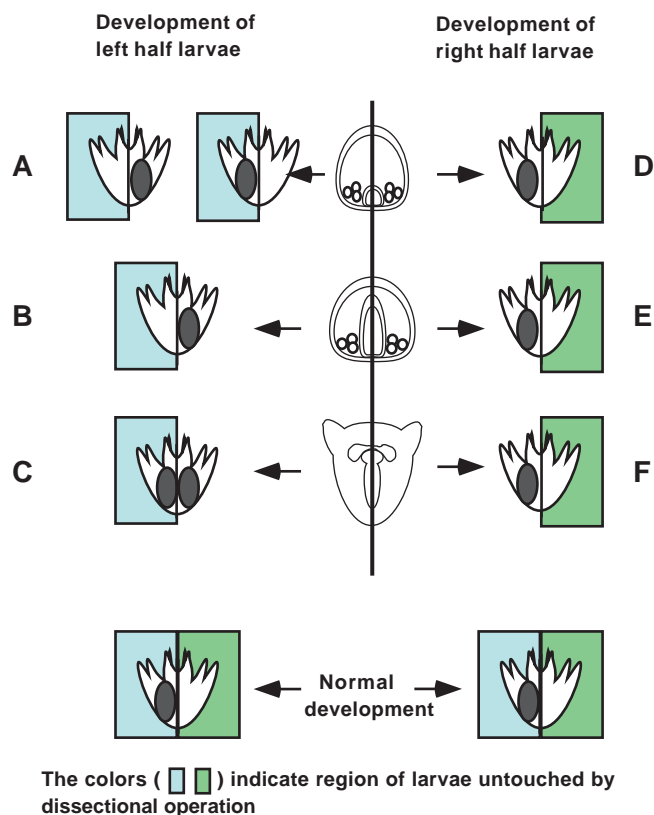 Development of
left half larvae
Development of
right half larvae
A
D
B
E
C
F
Normal
development
The colors ( ) indicate region of larvae untouched by
dissectional operation